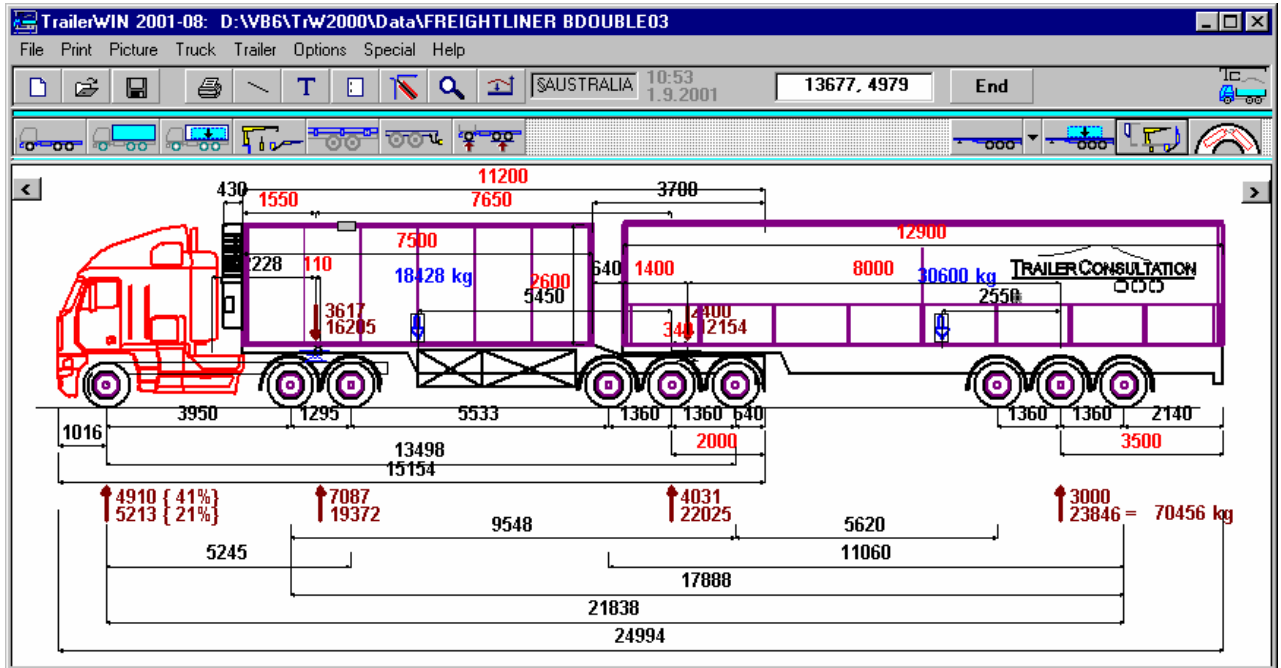 TrailerWIN 2001-08: D:\VB6\TrW2000\Data\FREIGHTLINER BDOUBLE03
File Print Picture Truck Trailer Options Special Help
T §AUSTRALIA 10:53 1.9.2001 13677, 4979 End
< >
11200
430 3700
1550 7650
7500 12900
2228 110 640 1400 8000 TRAILER CONSULTATION
18428 kg 2600 30600 kg
5450 2550
3617 2400
16205 340 12154
3950 1295 5533 1360 1360 640 1360 1360 2140
1016 2000 3500
13498
15154
4910 { 41%} 7087 4031 3000
5213 { 21%} 19372 22025 23846 = 70456 kg
9548 5620
5245 11060
17888
21838
24994